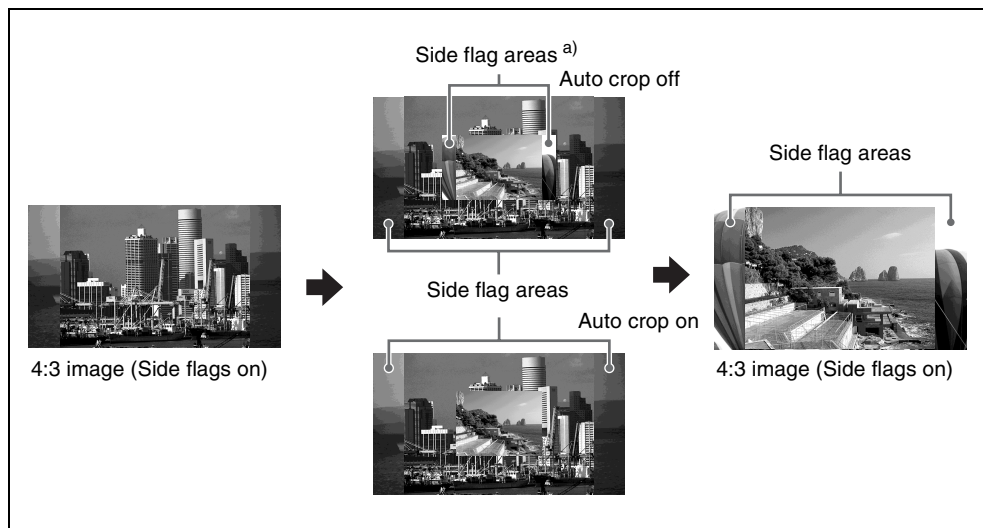 Side flag areas a)
Auto crop off
Side flag areas
Side flag areas
Auto crop on
4:3 image (Side flags on)
4:3 image (Side flags on)